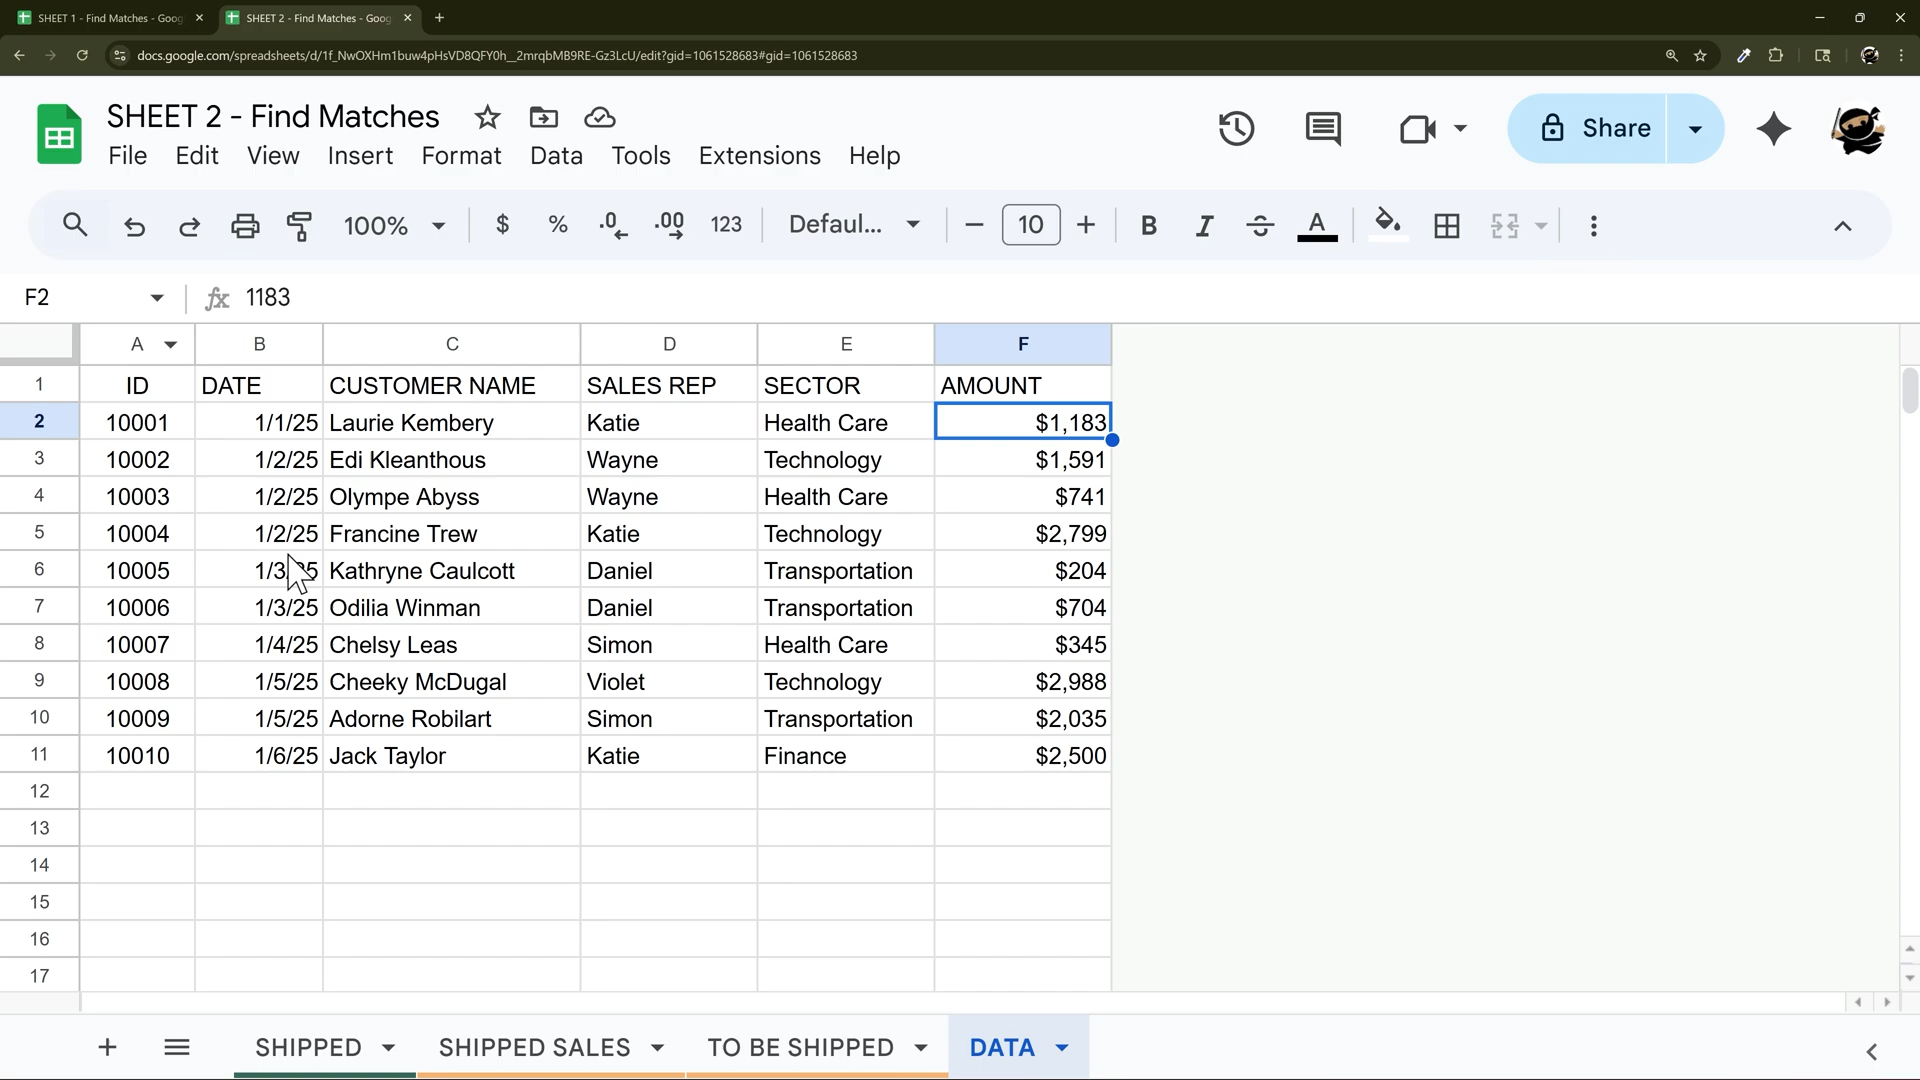 SHEET 1 - Find Matches - Goog
SHEET 2 - Find Matches - Goog
docs.google.com/spreadsheets/d/1f_NwOXHm1buw4pHsVD8QFY0h__2mrqbMB9RE-Gz3LcU/edit?gid=1061528683#gid=1061528683
SHEET 2 - Find Matches
File Edit View Insert Format Data Tools Extensions Help
Share
100% $ % .0 .00 123 Defaul... 10 B I S A
F2 fx 1183
A B C D E F
1 ID DATE CUSTOMER NAME SALES REP SECTOR AMOUNT
2 10001 1/1/25 Laurie Kembery Katie Health Care $1,183
3 10002 1/2/25 Edi Kleanthous Wayne Technology $1,591
4 10003 1/2/25 Olympe Abyss Wayne Health Care $741
5 10004 1/2/25 Francine Trew Katie Technology $2,799
6 10005 1/3/25 Kathryne Caulcott Daniel Transportation $204
7 10006 1/3/25 Odilia Winman Daniel Transportation $704
8 10007 1/4/25 Chelsy Leas Simon Health Care $345
9 10008 1/5/25 Cheeky McDugal Violet Technology $2,988
10 10009 1/5/25 Adorne Robilart Simon Transportation $2,035
11 10010 1/6/25 Jack Taylor Katie Finance $2,500
12
13
14
15
16
17
SHIPPED SHIPPED SALES TO BE SHIPPED DATA